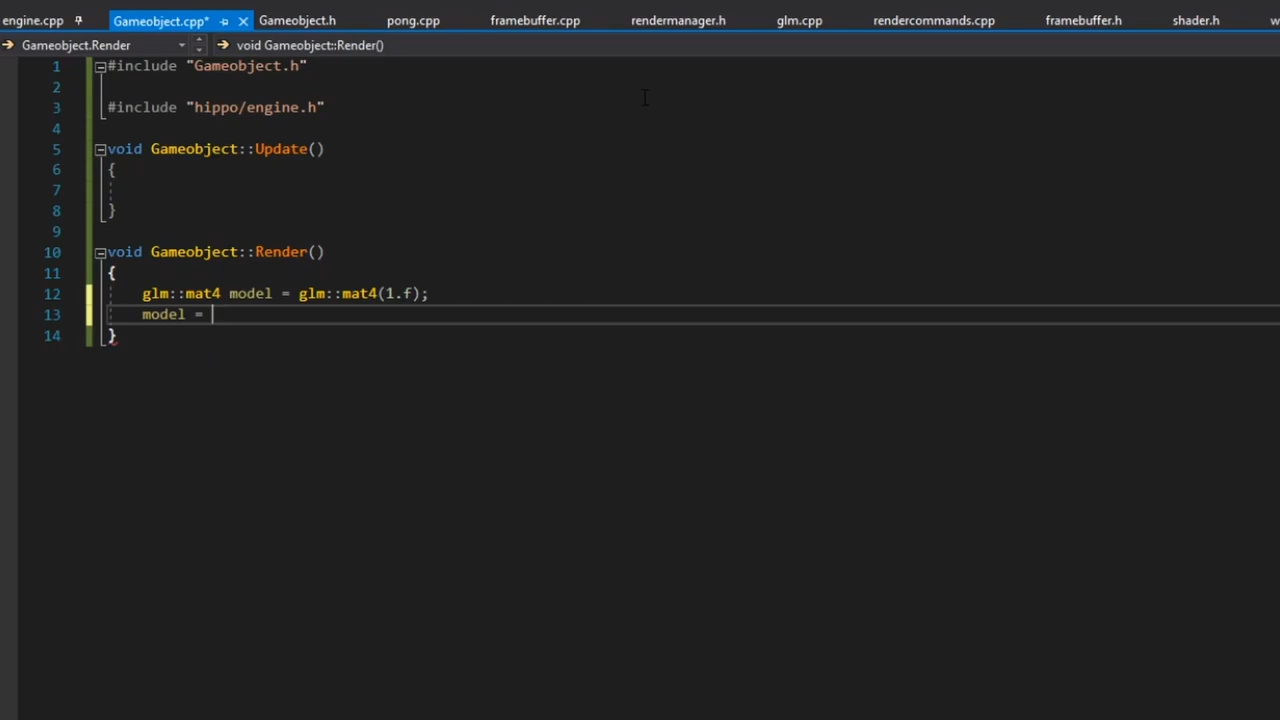 engine.cpp Gameobject.cpp* Gameobject.h pong.cpp framebuffer.cpp rendermanager.h glm.cpp rendercommands.cpp framebuffer.h shader.h
Gameobject.Render void Gameobject::Render()
1 #include "Gameobject.h"
2
3 #include "hippo/engine.h"
4
5 void Gameobject::Update()
6 {
7
8 }
9
10 void Gameobject::Render()
11 {
12 glm::mat4 model = glm::mat4(1.f);
13 model =
14 }